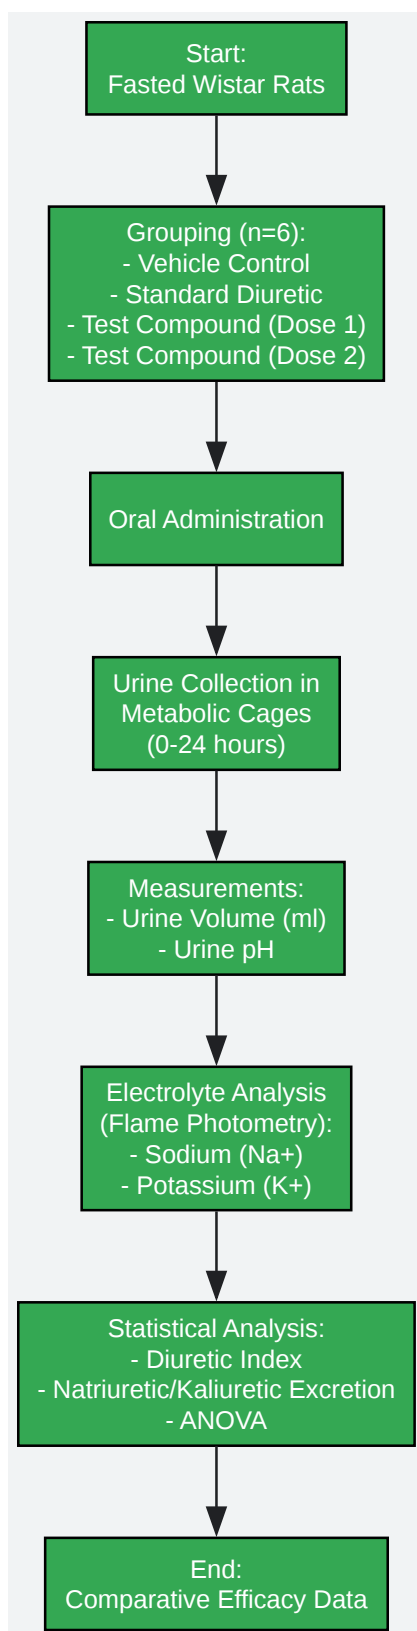 Start:
Fasted Wistar Rats
Grouping (n=6):
- Vehicle Control
- Standard Diuretic
- Test Compound (Dose 1)
- Test Compound (Dose 2)
Oral Administration
Urine Collection in
Metabolic Cages
(0-24 hours)
Measurements:
- Urine Volume (ml)
- Urine pH
Electrolyte Analysis
(Flame Photometry):
- Sodium (Na+)
- Potassium (K+)
Statistical Analysis:
- Diuretic Index
- Natriuretic/Kaliuretic Excretion
- ANOVA
End:
Comparative Efficacy Data